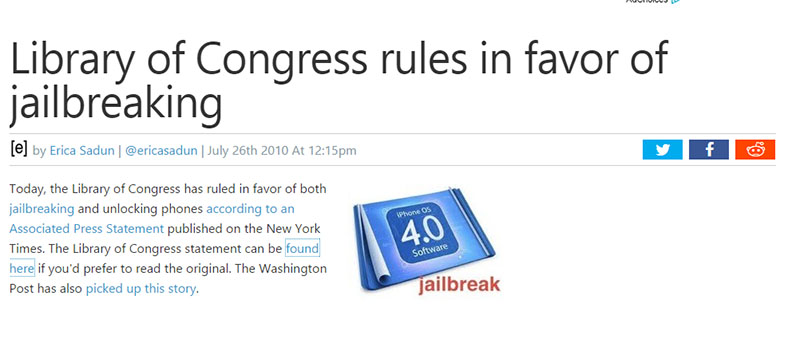 Library of Congress rules in favor of
jailbreaking
[e] by Erica Sadun | @ericasadun | July 26th 2010 At 12:15pm
f
Today, the Library of Congress has ruled in favor of both
jailbreaking and unlocking phones according to an
Associated Press Statement published on the New York
Times. The Library of Congress statement can be found
here if you'd prefer to read the original. The Washington
Post has also picked up this story.
iPhone OS
4.0
Software
jailbreak